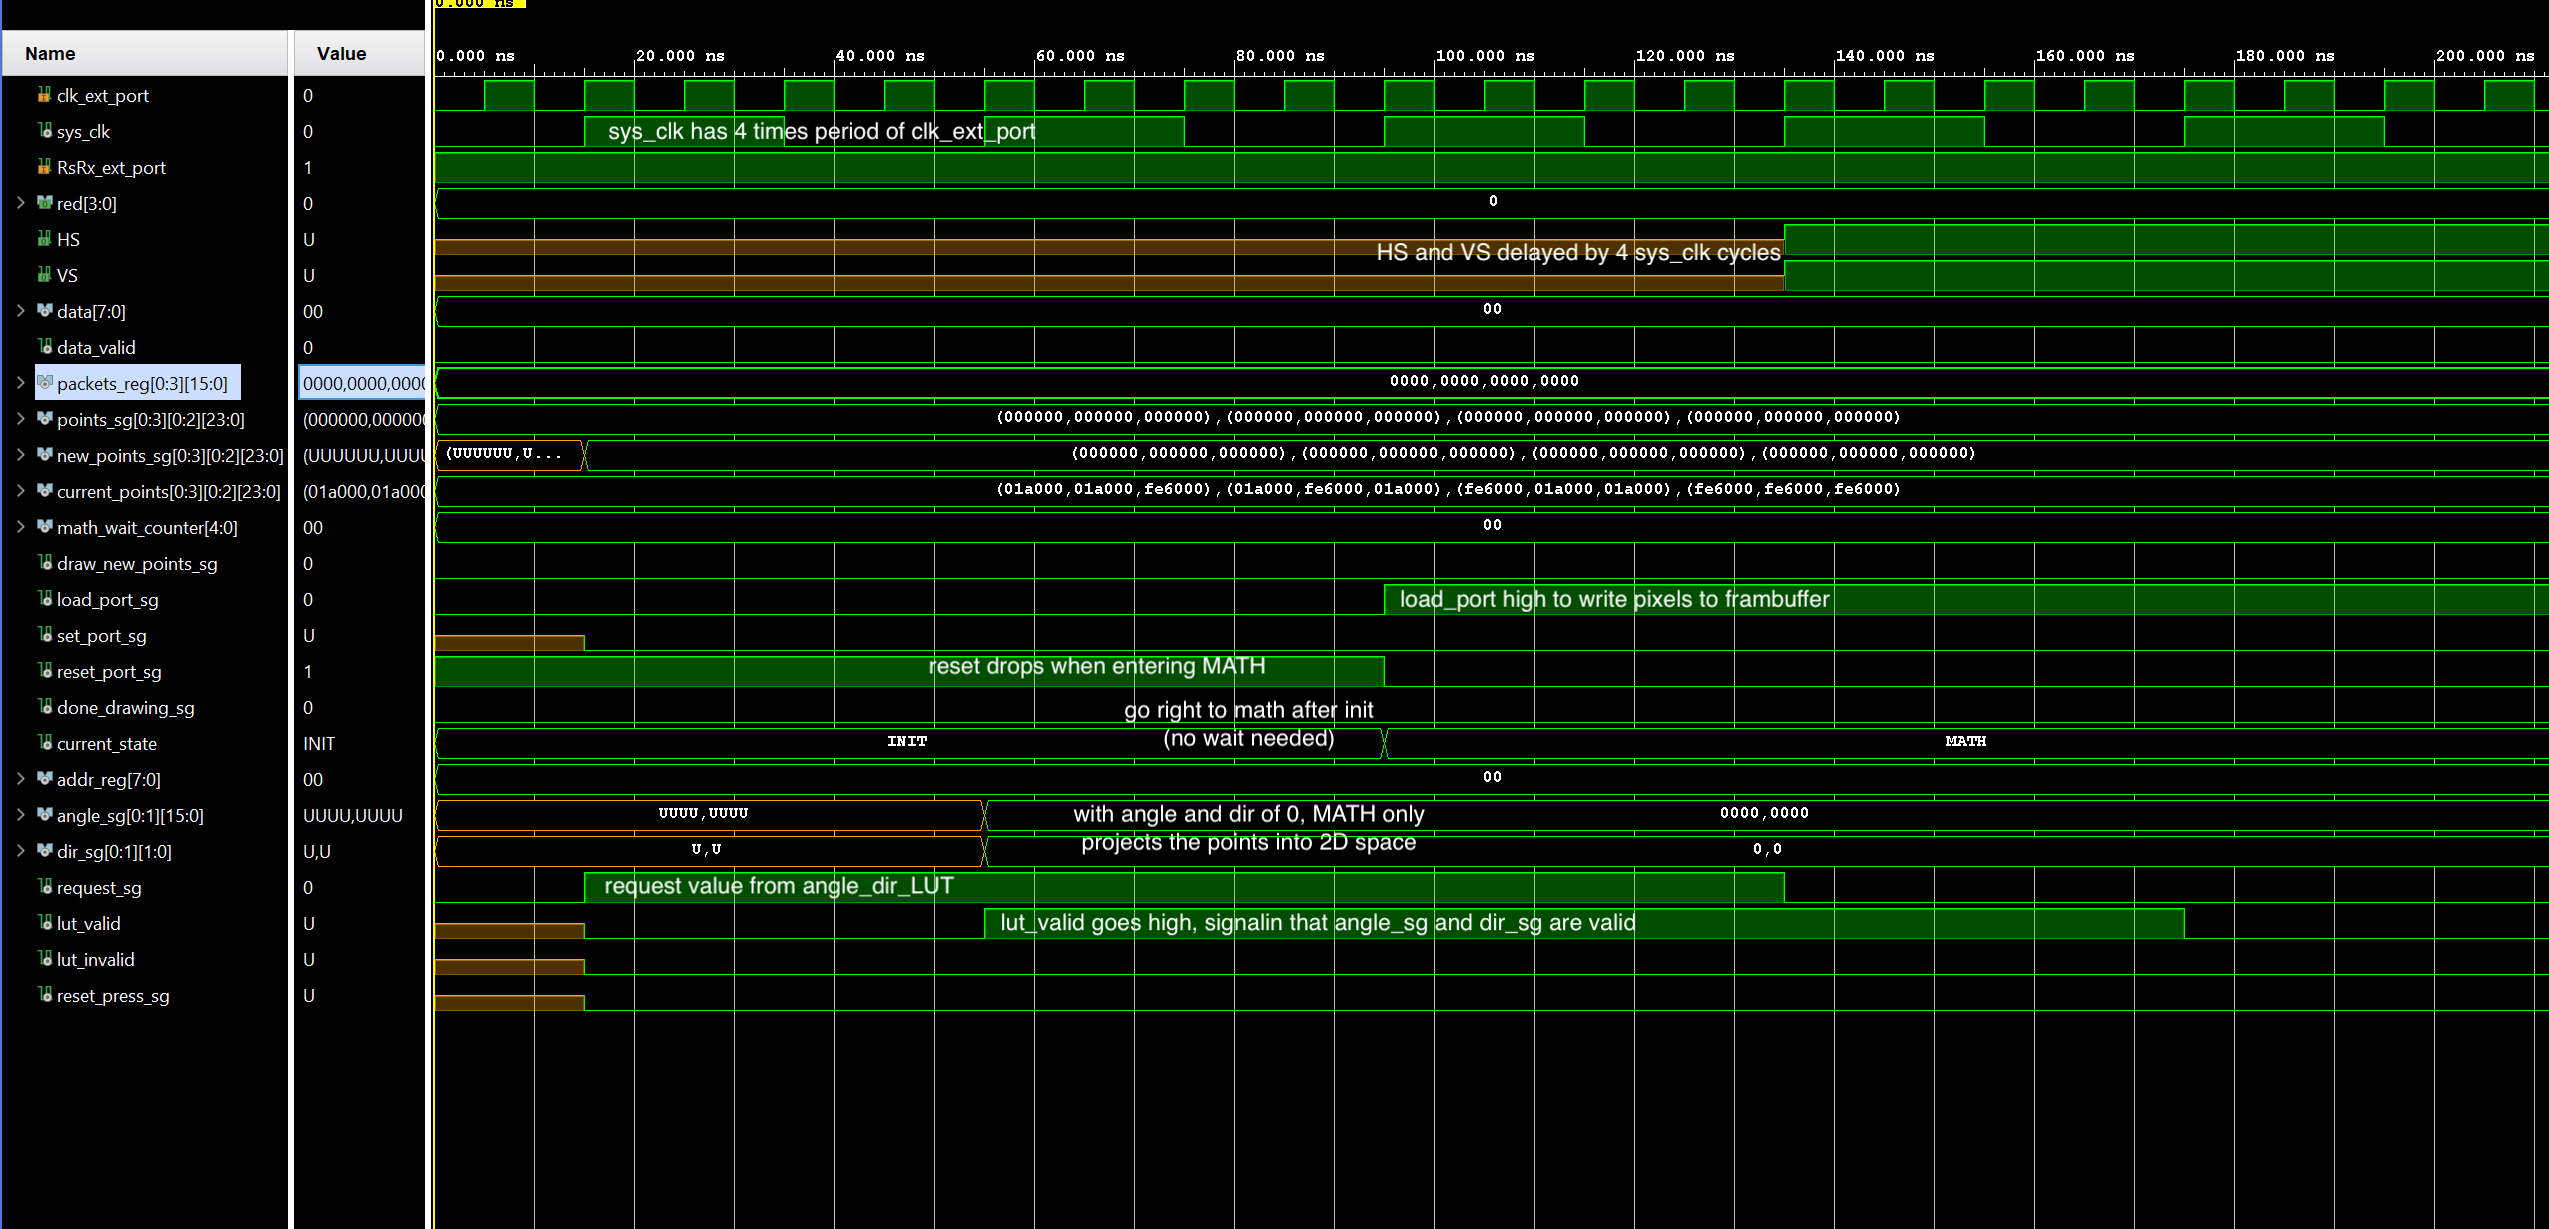 0.000 ns
Name Value
0.000 ns 20.000 ns 40.000 ns 60.000 ns 80.000 ns 100.000 ns 120.000 ns 140.000 ns 160.000 ns 180.000 ns 200.000 ns
clk_ext_port 0
sys_clk 0 sys_clk has 4 times period of clk_ext_port
RsRx_ext_port 1
red[3:0] 0 0
HS U
HS and VS delayed by 4 sys_clk cycles
VS U
data[7:0] 00 00
data_valid 0
packets_reg[0:3][15:0] 0000,0000,0000 0000,0000,0000,0000
points_sg[0:3][0:2][23:0] (000000,000000 (000000,000000,000000),(000000,000000,000000),(000000,000000,000000),(000000,000000,000000)
new_points_sg[0:3][0:2][23:0] (UUUUUU,UUUU (UUUUUU,U... (000000,000000,000000),(000000,000000,000000),(000000,000000,000000),(000000,000000,000000)
current_points[0:3][0:2][23:0] (01a000,01a000 (01a000,01a000,fe6000),(01a000,fe6000,01a000),(fe6000,01a000,01a000),(fe6000,fe6000,fe6000)
math_wait_counter[4:0] 00 00
draw_new_points_sg 0
load_port_sg 0 load_port high to write pixels to frambuffer
set_port_sg U
reset_port_sg 1 reset drops when entering MATH
done_drawing_sg 0 go right to math after init
current_state INIT INIT (no wait needed) MATH
addr_reg[7:0] 00 00
angle_sg[0:1][15:0] UUUU,UUUU UUUU,UUUU with angle and dir of 0, MATH only 0000,0000
dir_sg[0:1][1:0] U,U U,U projects the points into 2D space 0,0
request_sg 0 request value from angle_dir_LUT
lut_valid U lut_valid goes high, signalin that angle_sg and dir_sg are valid
lut_invalid U
reset_press_sg U